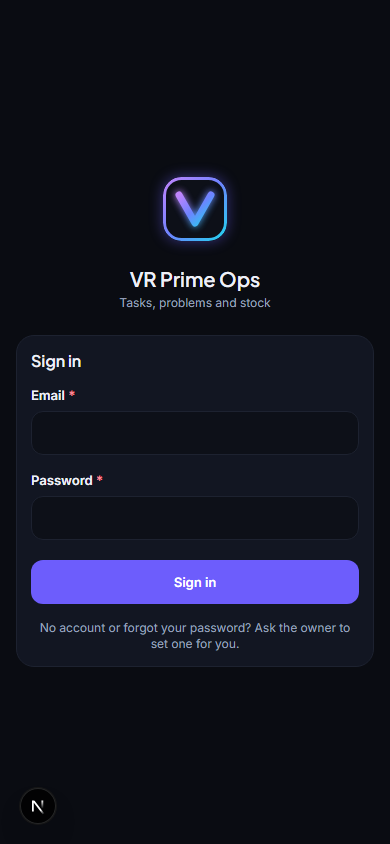 VR Prime Ops
Tasks, problems and stock
Sign in
Email *
Password *
Sign in
No account or forgot your password? Ask the owner to
set one for you.